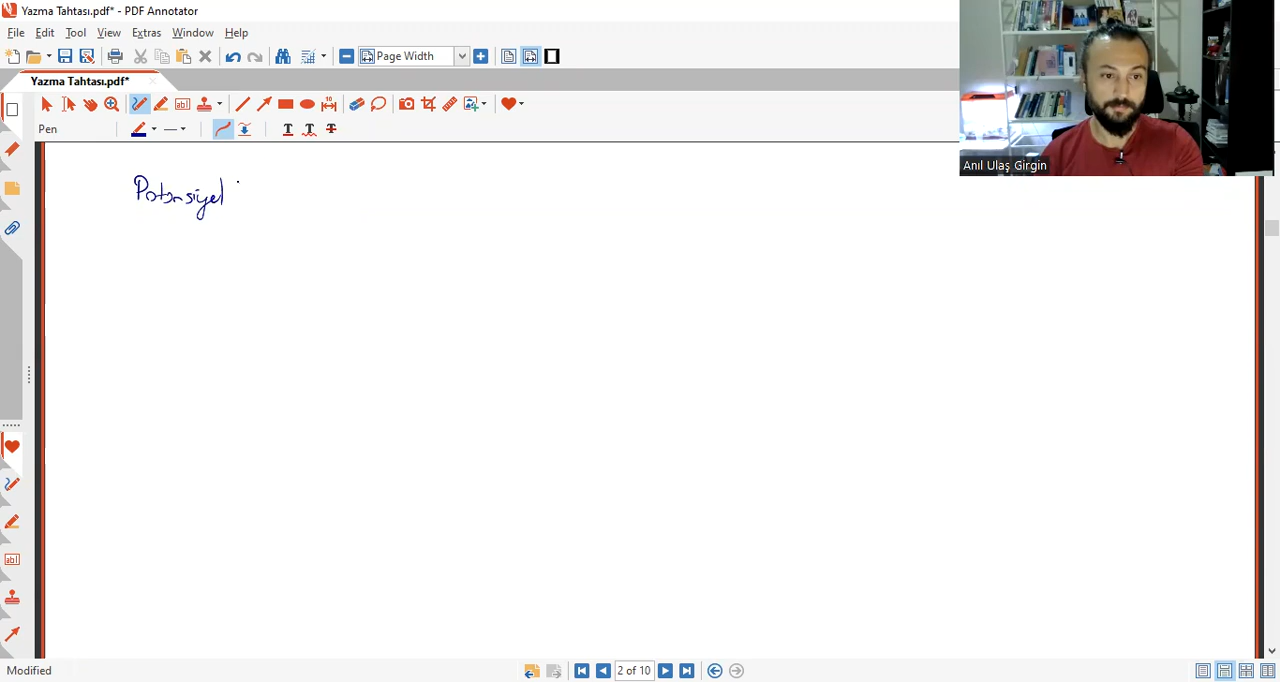 Yazma Tahtası.pdf* - PDF Annotator
File Edit Tool View Extras Window Help
Page Width
Yazma Tahtası.pdf*
Pen
Anıl Ulaş Girgin
Potansiyel
Modified
2 of 10